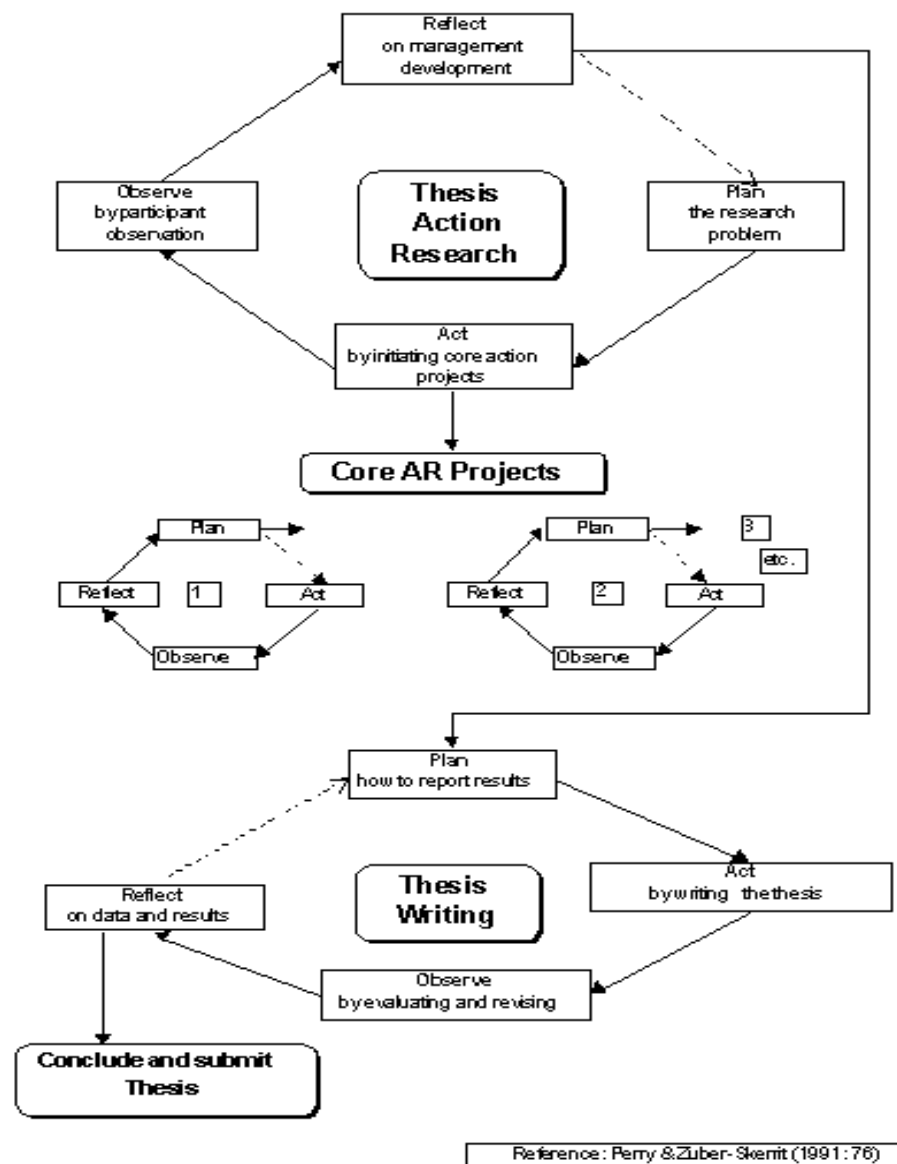 Reflect
on management
development
Observe
by participant
observation
Thesis
Action
Research
Plan
the research
problem
Act
by initiating core action
projects
Core AR Projects
Plan
Reflect
1
Act
Observe
Plan
3
etc.
Reflect
2
Act
Observe
Plan
how to report results
Reflect
on data and results
Thesis
Writing
Act
by writing the thesis
Observe
by evaluating and revising
Conclude and submit
Thesis
Reference: Perry & Zuber-Skerrit (1991: 76)